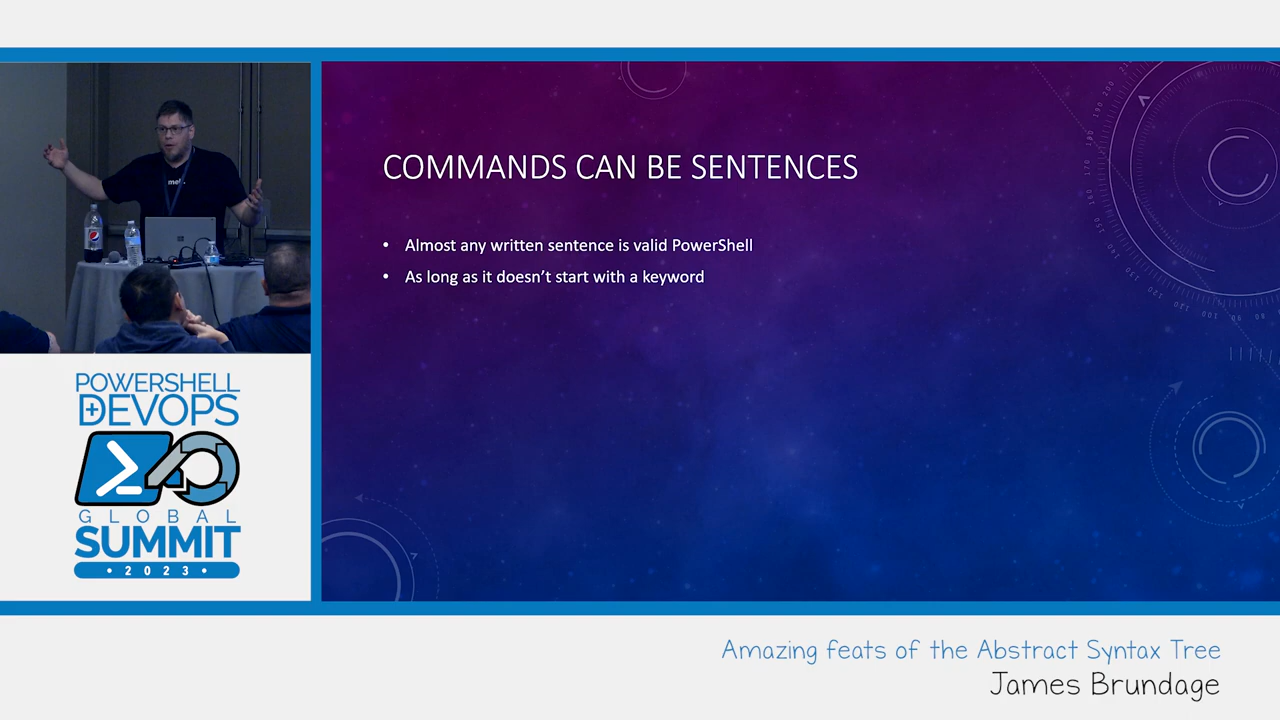 COMMANDS CAN BE SENTENCES
• Almost any written sentence is valid PowerShell
• As long as it doesn't start with a keyword
POWERSHELL
+DEVOPS
GLOBAL
SUMMIT
• 2023 •
Amazing feats of the Abstract Syntax Tree
James Brundage